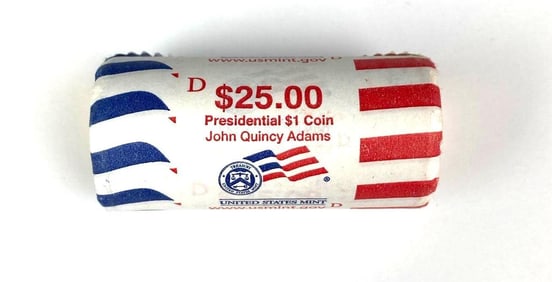 www.usmint.gov D
D $25.00
Presidential $1 Coin
John Quincy Adams
®
UNITED STATES MINT
www.usmint.gov D